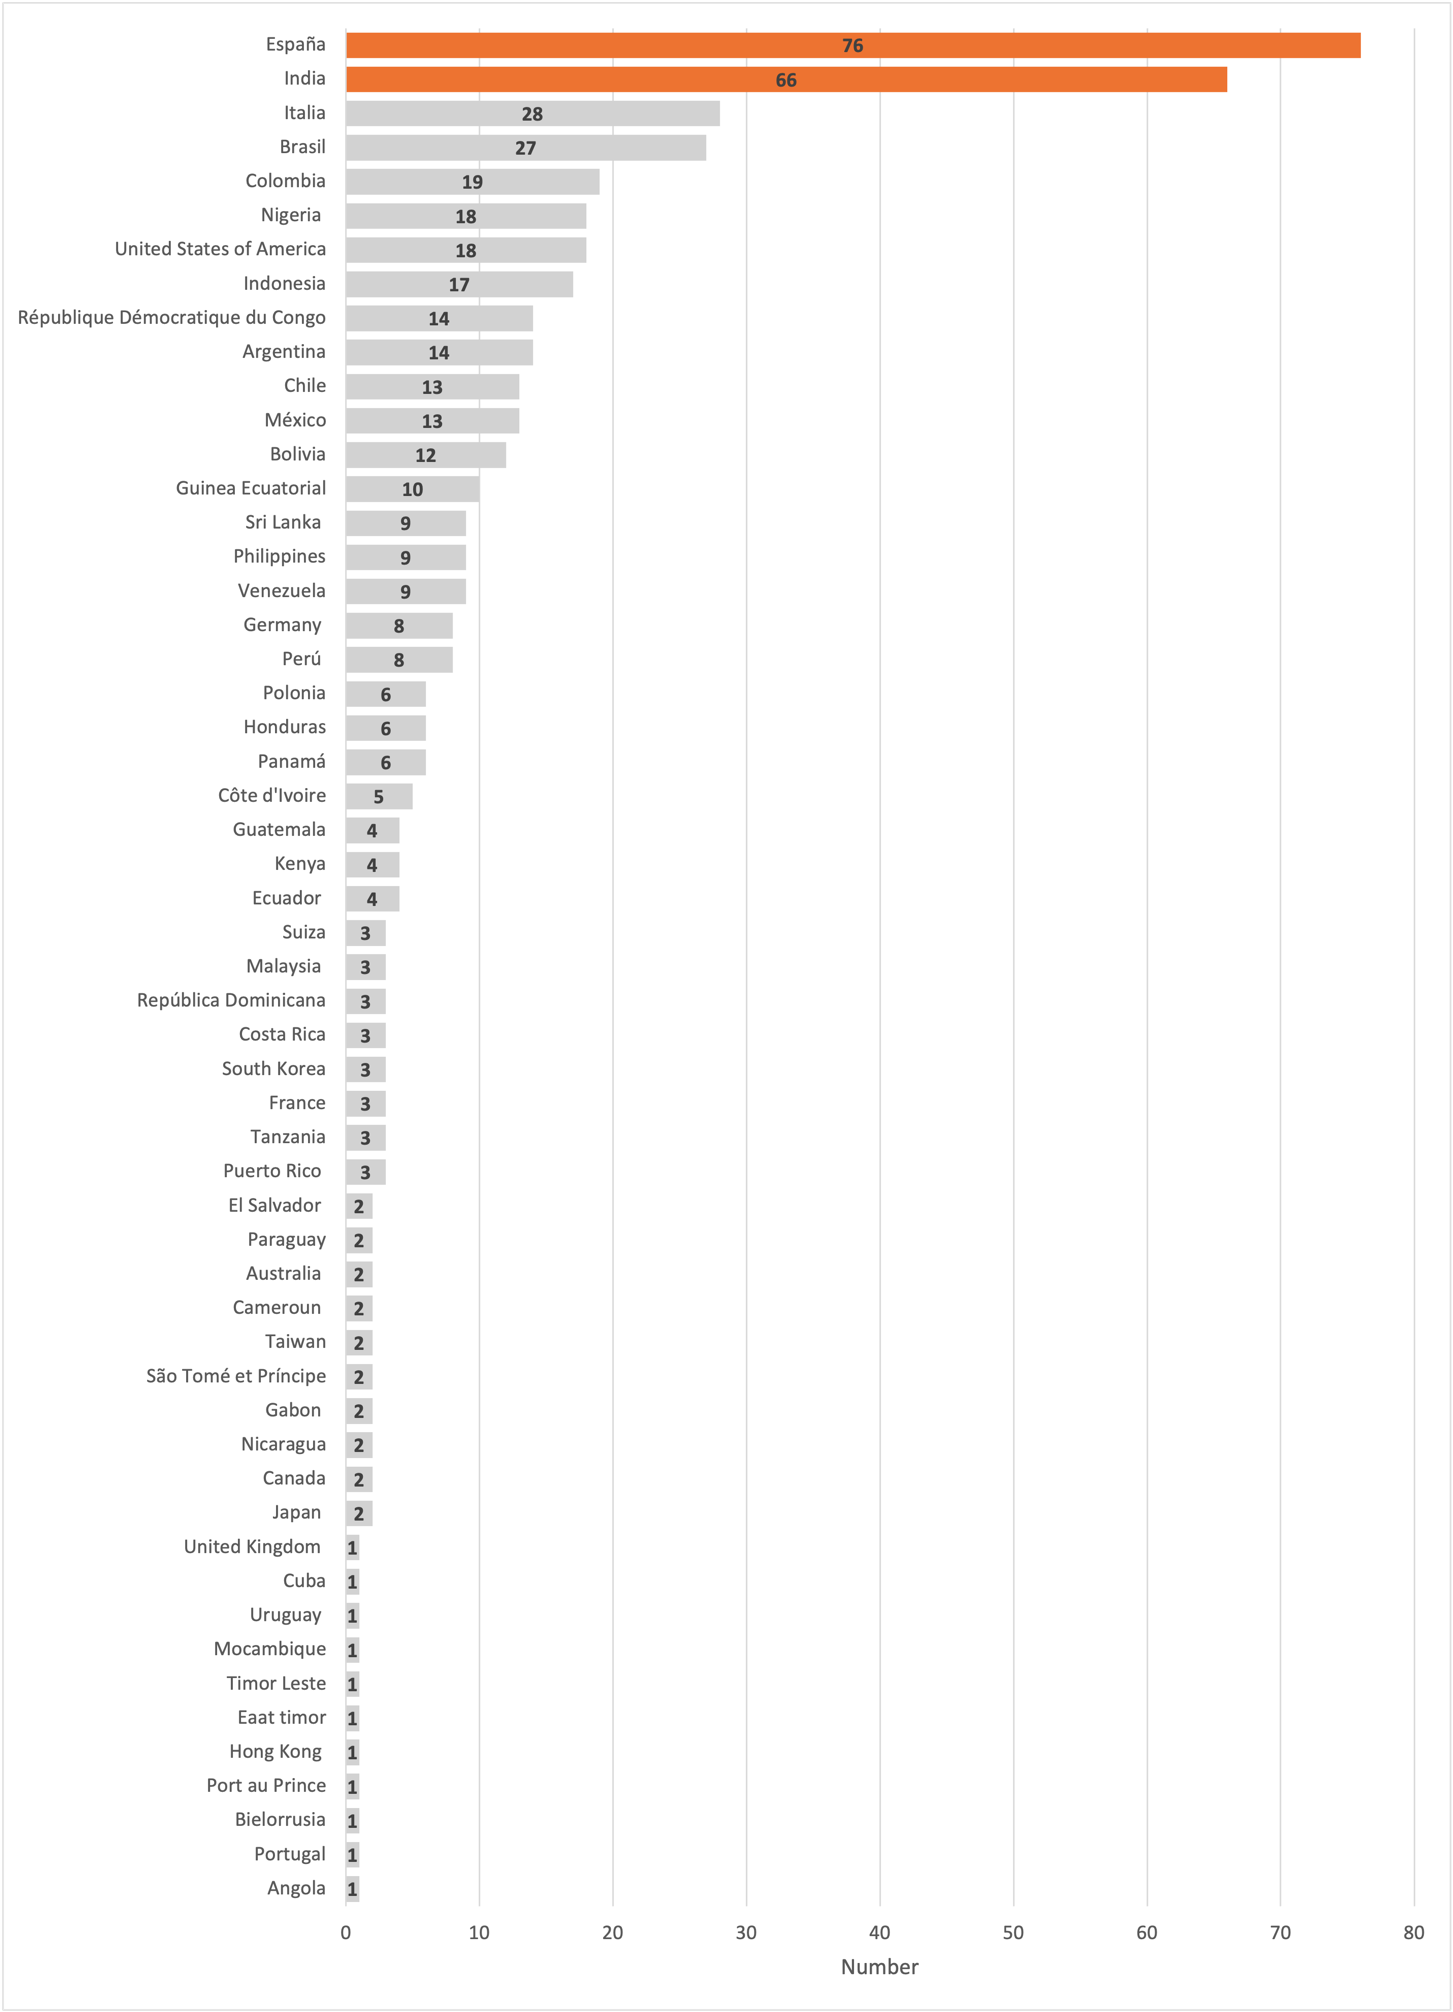 España 76
India 66
Italia 28
Brasil 27
Colombia 19
Nigeria 18
United States of America 18
Indonesia 17
République Démocratique du Congo 14
Argentina 14
Chile 13
México 13
Bolivia 12
Guinea Ecuatorial 10
Sri Lanka 9
Philippines 9
Venezuela 9
Germany 8
Perú 8
Polonia 6
Honduras 6
Panamá 6
Côte d'Ivoire 5
Guatemala 4
Kenya 4
Ecuador 4
Suiza 3
Malaysia 3
República Dominicana 3
Costa Rica 3
South Korea 3
France 3
Tanzania 3
Puerto Rico 3
El Salvador 2
Paraguay 2
Australia 2
Cameroun 2
Taiwan 2
São Tomé et Príncipe 2
Gabon 2
Nicaragua 2
Canada 2
Japan 2
United Kingdom 1
Cuba 1
Uruguay 1
Mocambique 1
Timor Leste 1
Eaat timor 1
Hong Kong 1
Port au Prince 1
Bielorrusia 1
Portugal 1
Angola 1
0 10 20 30 40 50 60 70 80
Number